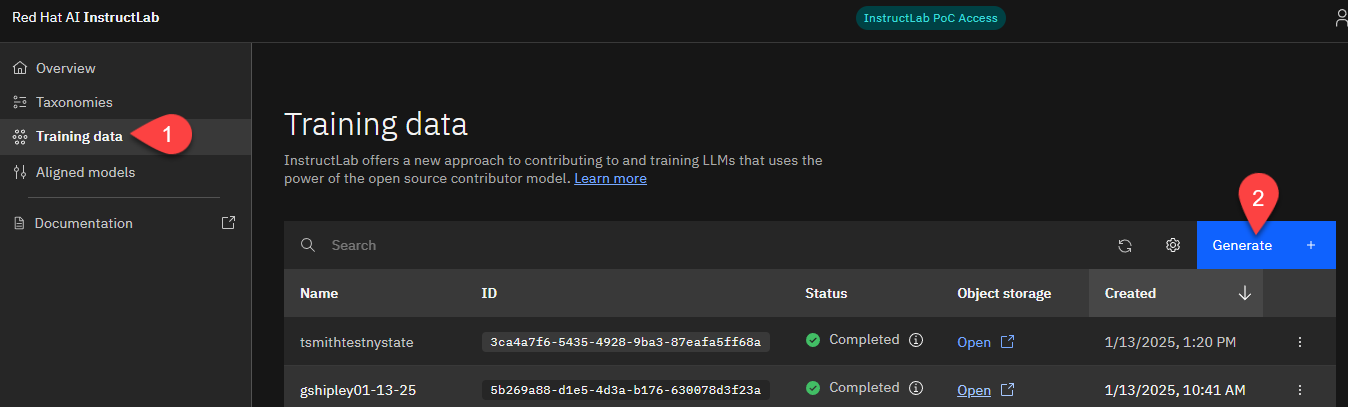 Red Hat AI InstructLab
InstructLab PoC Access
Overview
Taxonomies
Training data
1
Aligned models
Documentation
Training data
InstructLab offers a new approach to contributing to and training LLMs that uses the
power of the open source contributor model. Learn more
2
Search
Generate +
Name ID Status Object storage Created
tsmithtestnystate 3ca4a7f6-5435-4928-9ba3-87eafa5ff68a Completed Open 1/13/2025, 1:20 PM
gshipley01-13-25 5b269a88-d1e5-4d3a-b176-630078d3f23a Completed Open 1/13/2025, 10:41 AM